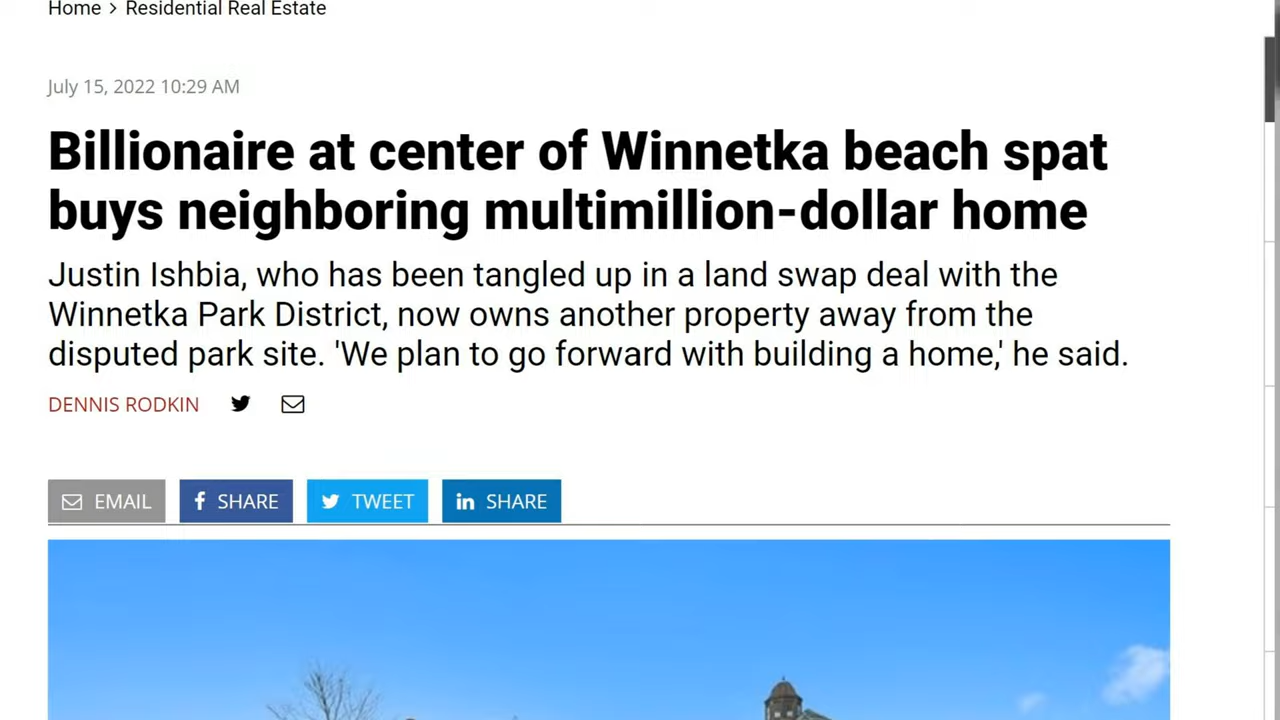 Home > Residential Real Estate
July 15, 2022 10:29 AM
Billionaire at center of Winnetka beach spat
buys neighboring multimillion-dollar home
Justin Ishbia, who has been tangled up in a land swap deal with the
Winnetka Park District, now owns another property away from the
disputed park site. 'We plan to go forward with building a home,' he said.
DENNIS RODKIN
EMAIL SHARE TWEET SHARE